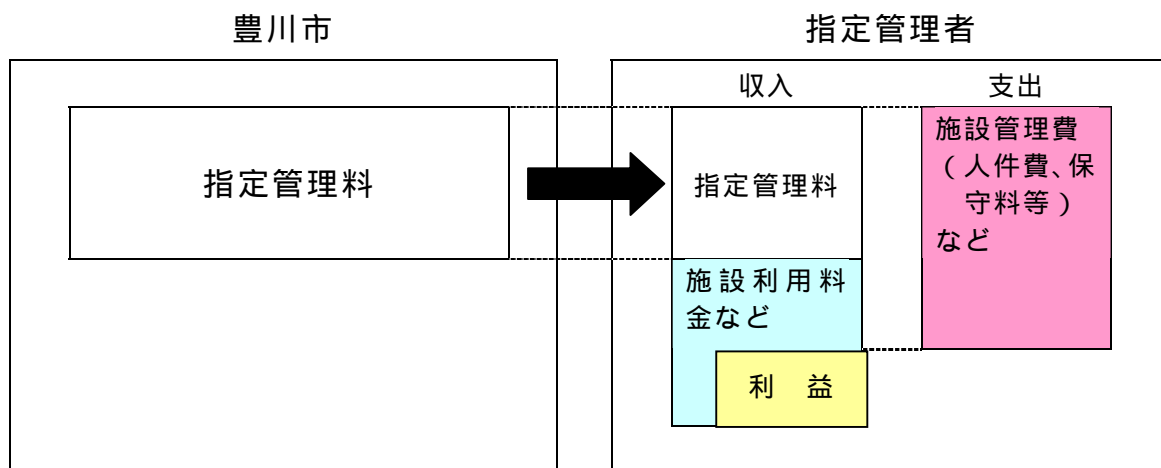 豊川市
指定管理者
収入
支出
指定管理料
指定管理料
施設管理費
（人件費、保
守料等）
など
施設利用料
金など
利　益